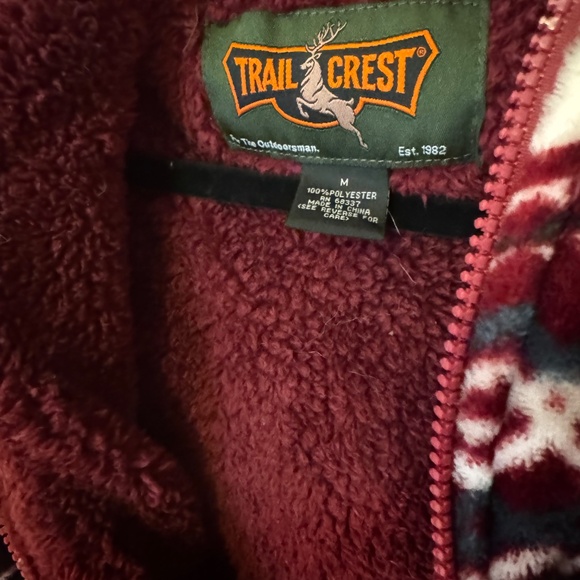 TRAIL CREST®
By The Outdoorsman.
Est. 1982
M
100%POLYESTER
RN 68337
MADE IN CHINA
<SEE REVERSE FOR
CARE>